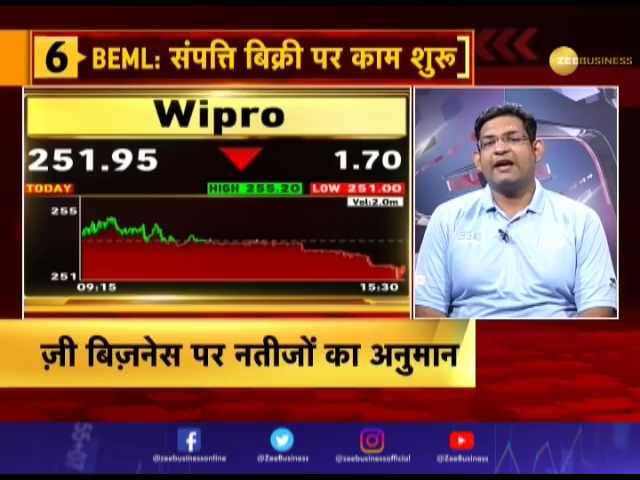 6 BEML: संपत्ति बिक्री पर काम शुरू
ZEEBUSINESS
Wipro
251.95 1.70
TODAY HIGH 255.20 LOW 251.00
Vol:2.0m
255
251
09:15 15:30
ज़ी बिज़नेस पर नतीजों का अनुमान
/zeebusinessonline @ZeeBusiness /zeebusinessofficial @ZeeBusiness